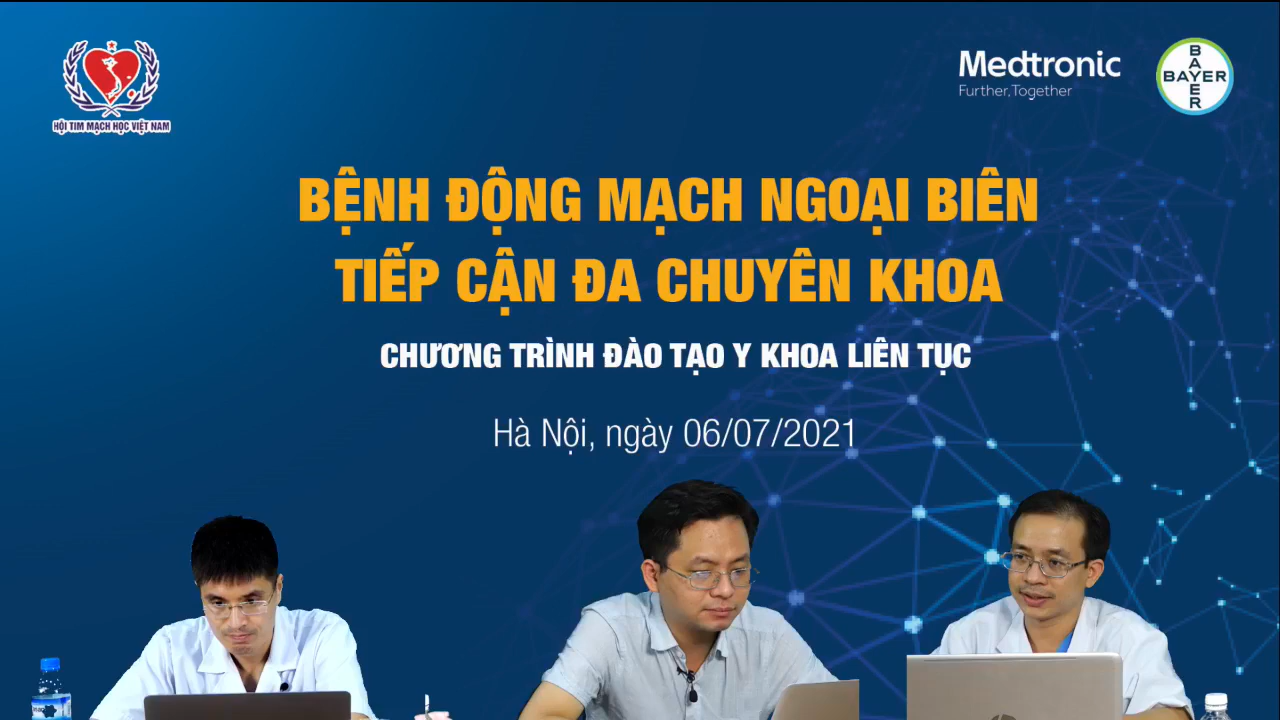 HỘI TIM MẠCH HỌC VIỆT NAM
Medtronic
Further, Together
BAYER
BAYER
BỆNH ĐỘNG MẠCH NGOẠI BIÊN
TIẾP CẬN ĐA CHUYÊN KHOA
CHƯƠNG TRÌNH ĐÀO TẠO Y KHOA LIÊN TỤC
Hà Nội, ngày 06/07/2021